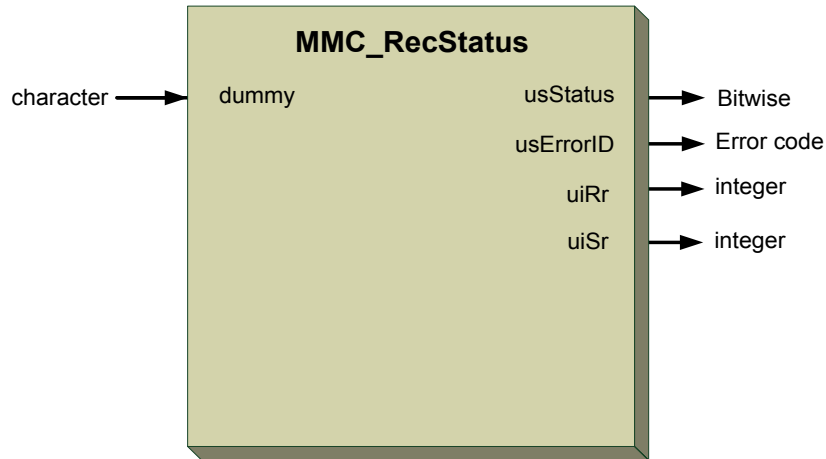 MMC_RecStatus
character dummy usStatus Bitwise
usErrorID Error code
uiRr integer
uiSr integer